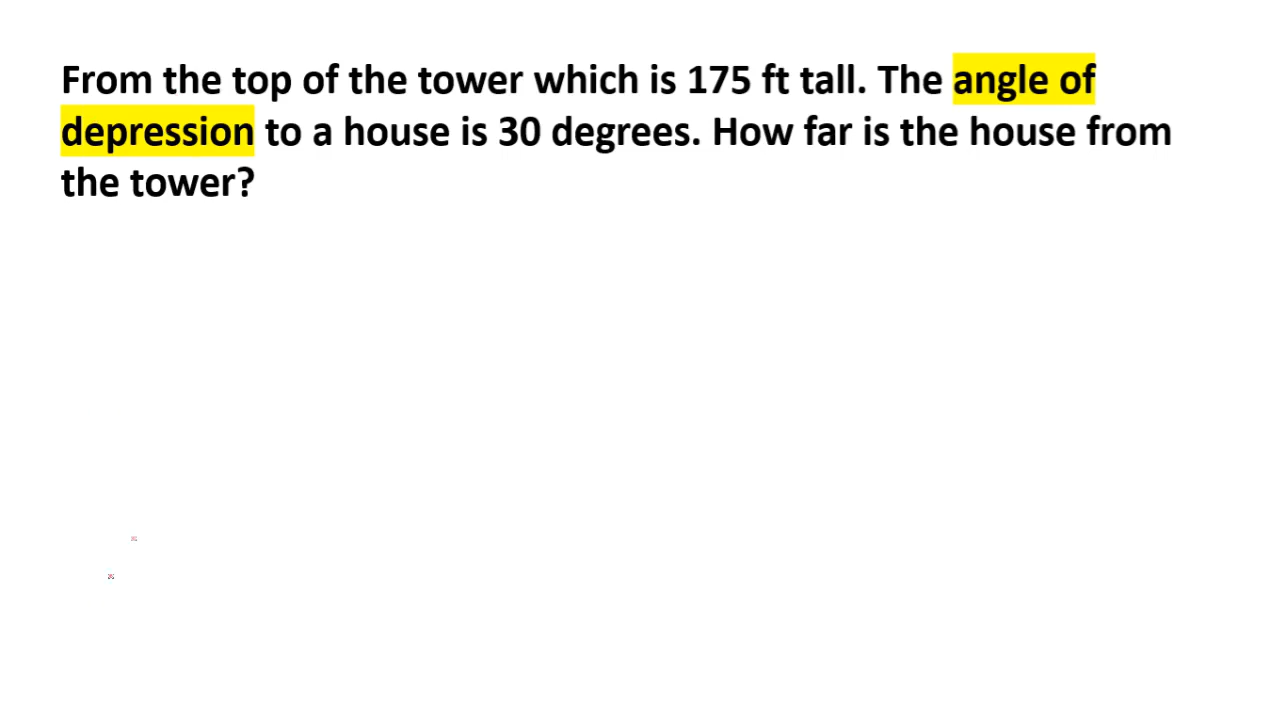 From the top of the tower which is 175 ft tall. The angle of
depression to a house is 30 degrees. How far is the house from
the tower?